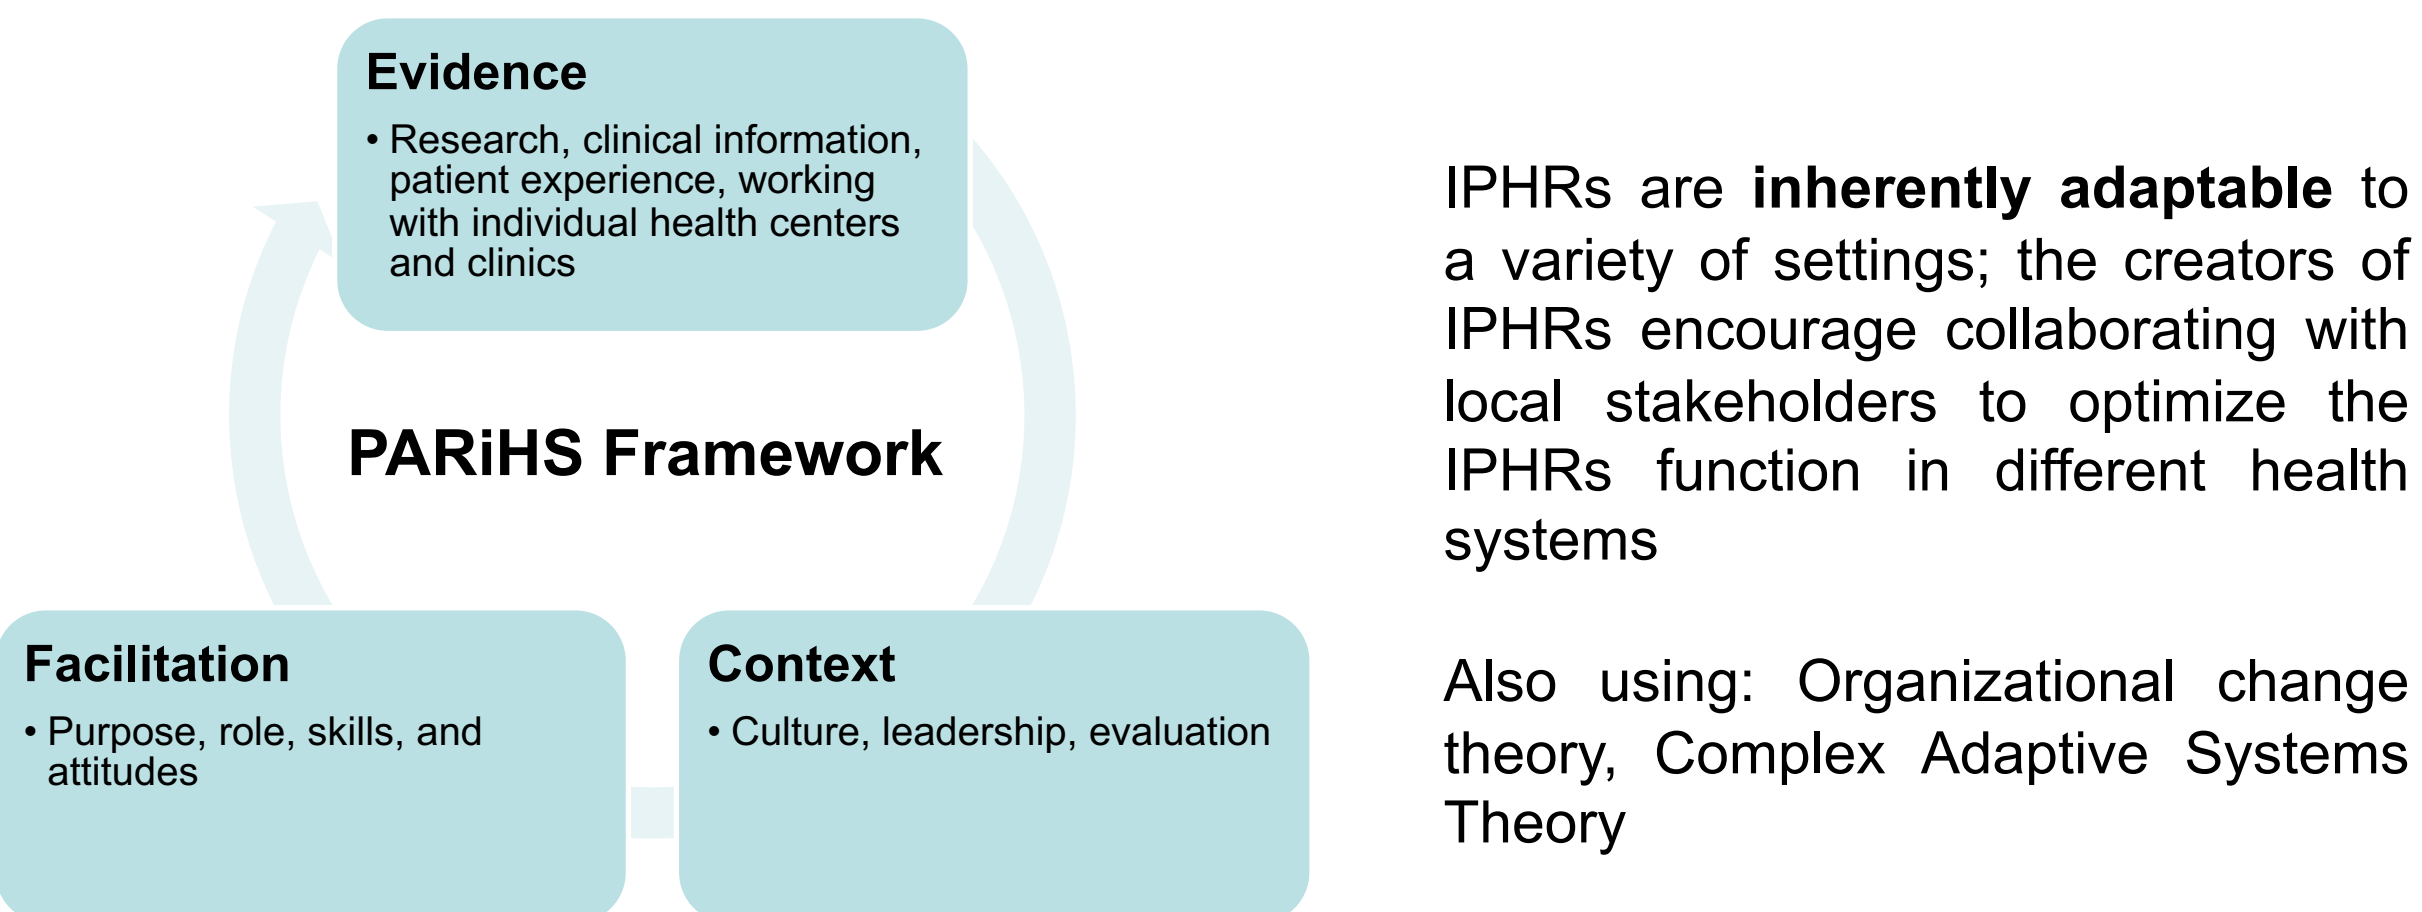 Evidence
• Research, clinical information,
patient experience, working
with individual health centers
and clinics
PARiHS Framework
Facilitation
• Purpose, role, skills, and
attitudes
Context
• Culture, leadership, evaluation
IPHRs are inherently adaptable to
a variety of settings; the creators of
IPHRs encourage collaborating with
local stakeholders to optimize the
IPHRs function in different health
systems
Also using: Organizational change
theory, Complex Adaptive Systems
Theory